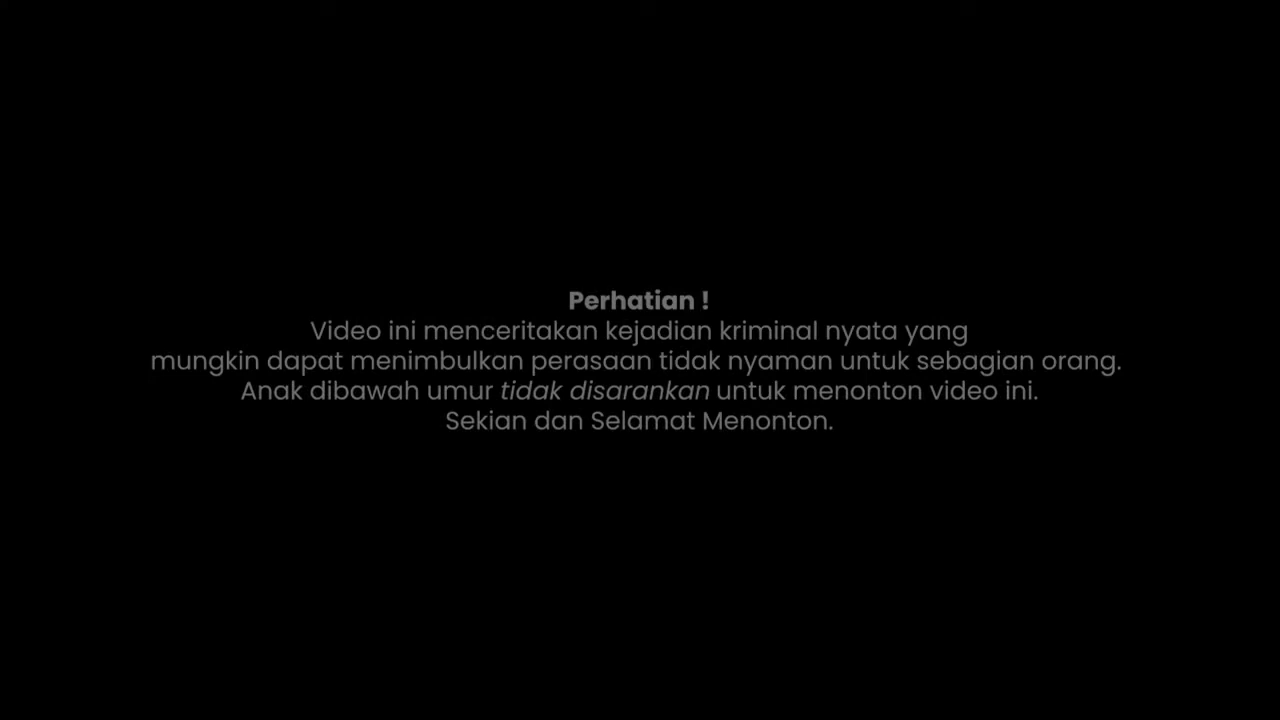 Perhatian !
Video ini menceritakan kejadian kriminal nyata yang
mungkin dapat menimbulkan perasaan tidak nyaman untuk sebagian orang.
Anak dibawah umur tidak disarankan untuk menonton video ini.
Sekian dan Selamat Menonton.